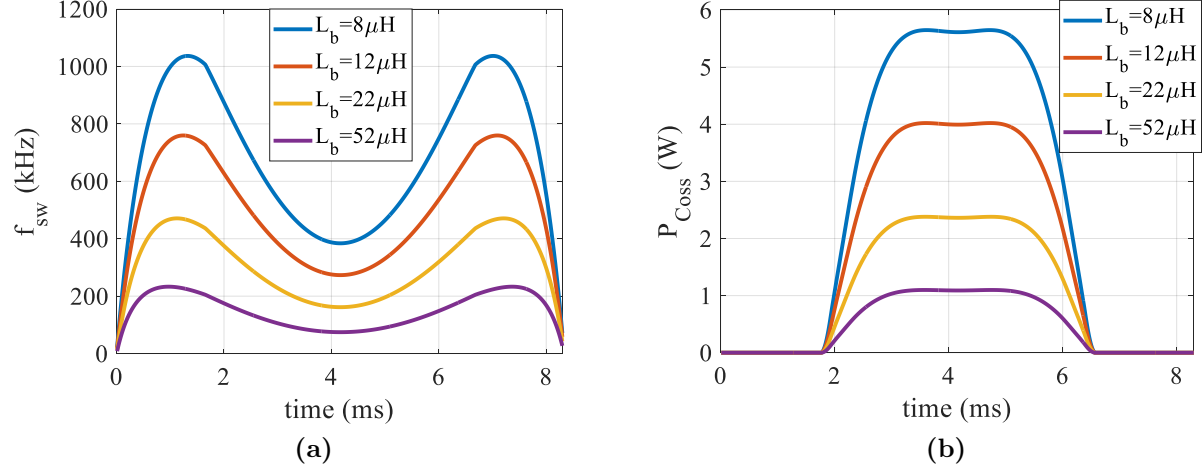 1200
1000
800
600
400
200
0
f_sw (kHz)
L_b=8μH
L_b=12μH
L_b=22μH
L_b=52μH
0 2 4 6 8
time (ms)
(a)
6
5
4
3
2
1
0
P_Coss (W)
L_b=8μH
L_b=12μH
L_b=22μH
L_b=52μH
0 2 4 6 8
time (ms)
(b)